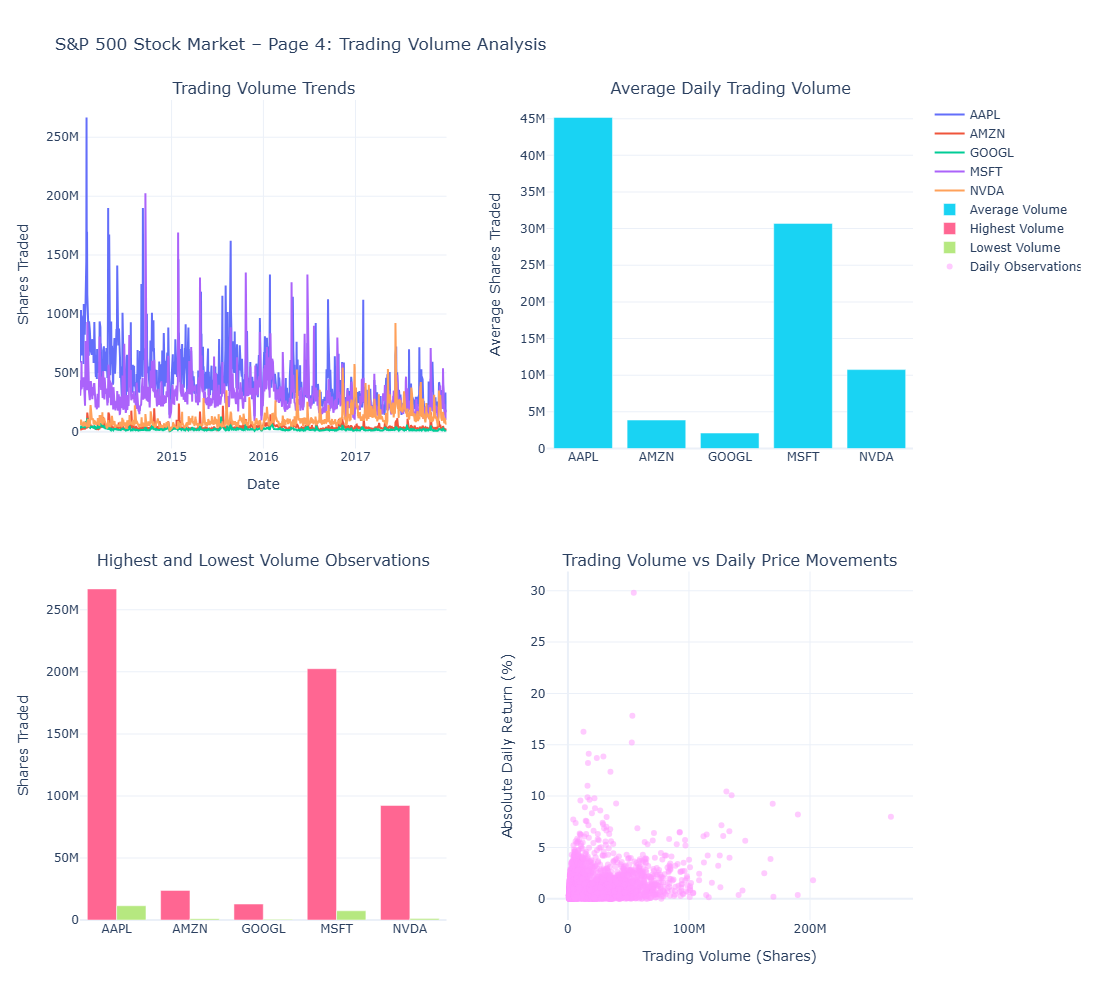 S&P 500 Stock Market – Page 4: Trading Volume Analysis
Trading Volume Trends
250M
200M
150M
100M
50M
0
Shares Traded
2015 2016 2017
Date
Average Daily Trading Volume
45M
40M
35M
30M
25M
20M
15M
10M
5M
0
Average Shares Traded
AAPL AMZN GOOGL MSFT NVDA
AAPL
AMZN
GOOGL
MSFT
NVDA
Average Volume
Highest Volume
Lowest Volume
Daily Observations
Highest and Lowest Volume Observations
250M
200M
150M
100M
50M
0
Shares Traded
AAPL AMZN GOOGL MSFT NVDA
Trading Volume vs Daily Price Movements
30
25
20
15
10
5
0
Absolute Daily Return (%)
0 100M 200M
Trading Volume (Shares)